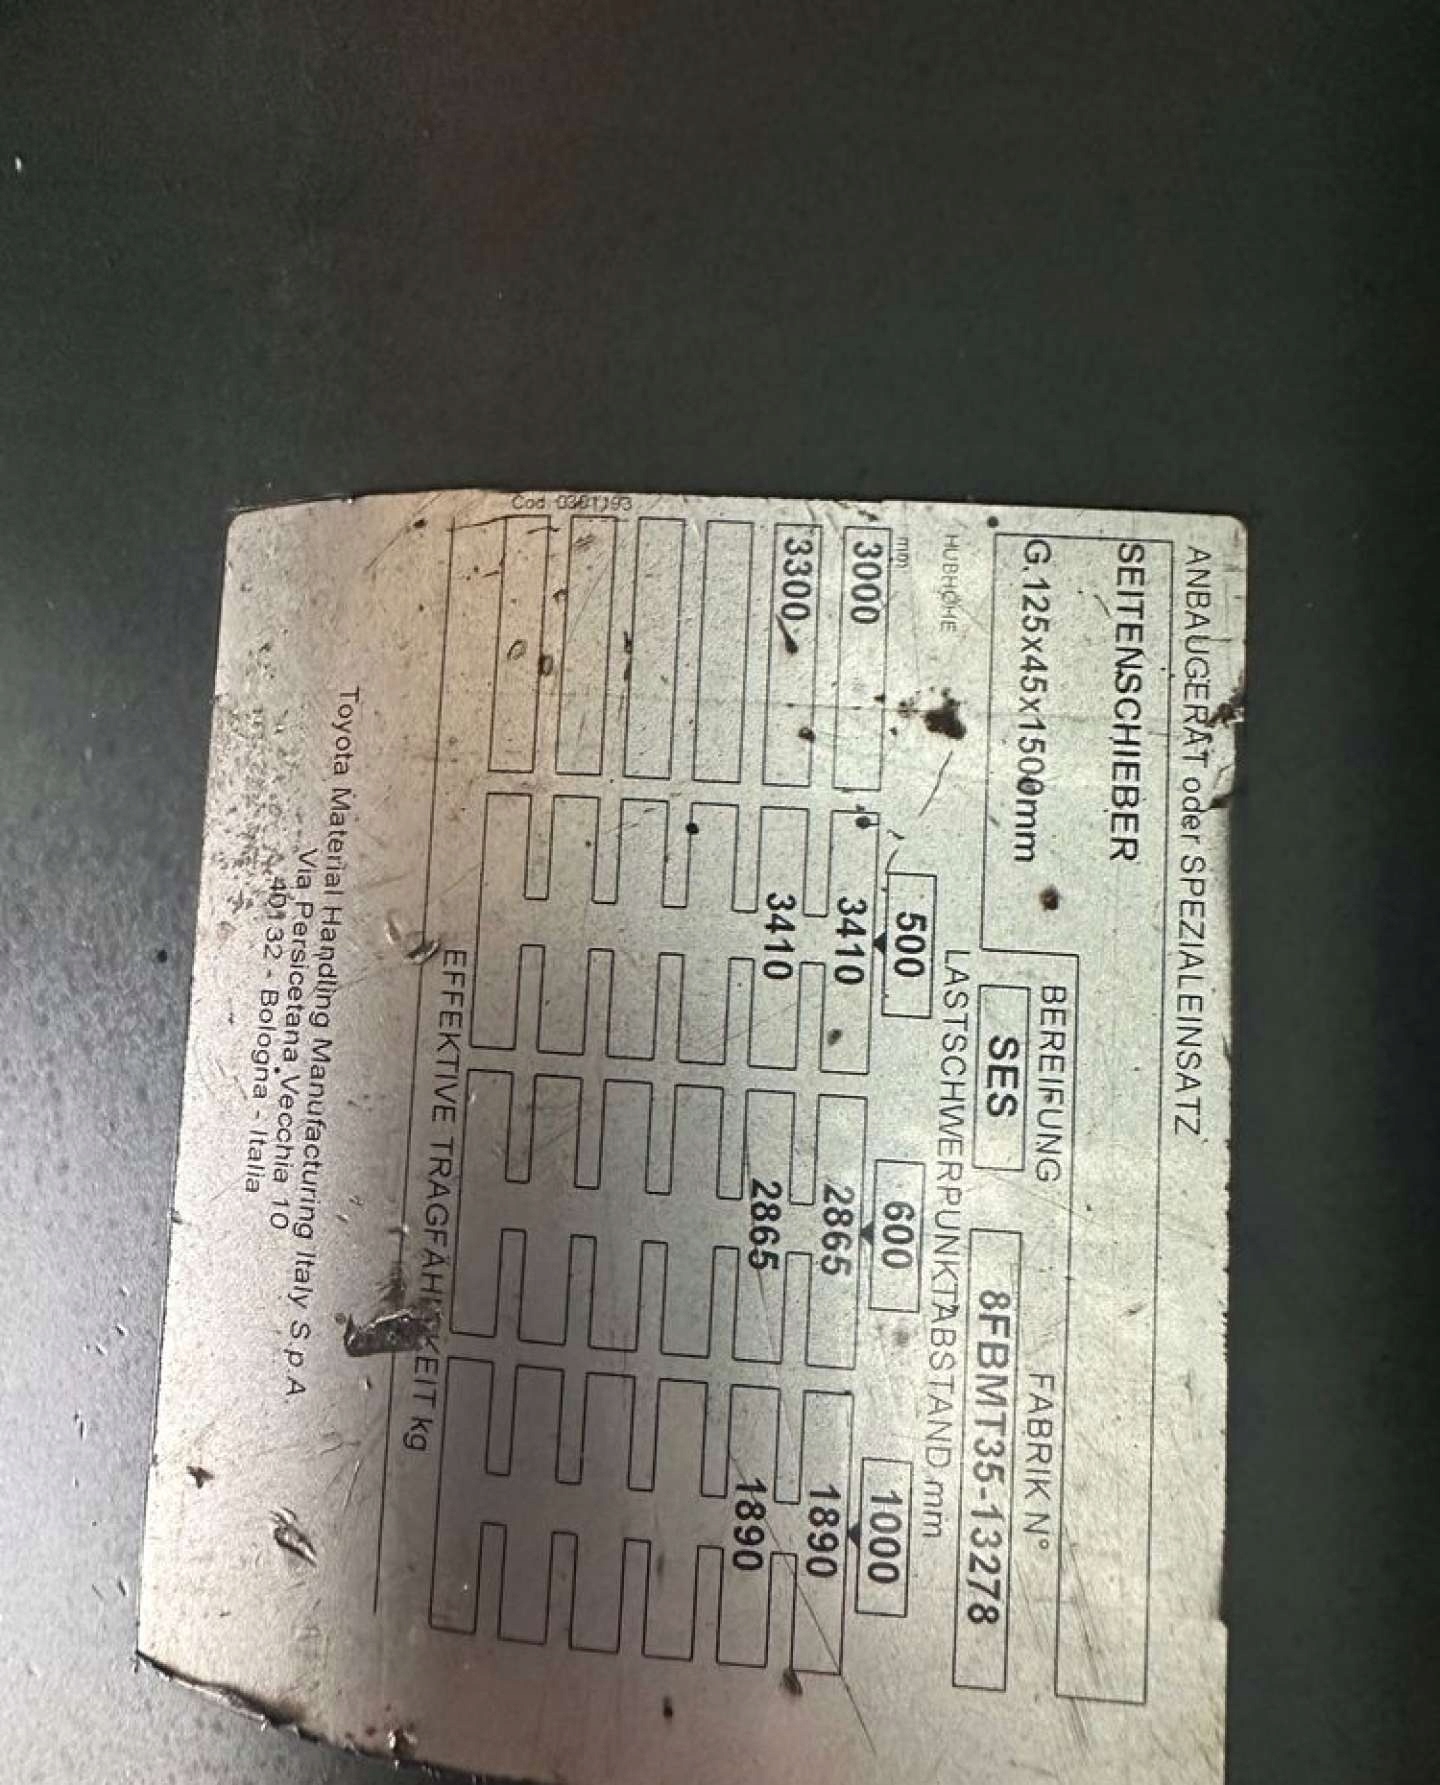 ANBAUGERÄT oder SPEZIALEINSATZ
SEITENSCHIEBER
G.125x45x1500mm
BEREIFUNG
FABRIK N°
SES
8FBMT35-13278
HUBHÖHE
LASTSCHWERPUNKTABSTAND mm
mm
500
600
1000
3000
3410
2865
1890
3300
3410
2865
1890
Cod. 0361193
EFFEKTIVE TRAGFÄHIGKEIT kg
Toyota Material Handling Manufacturing Italy S.p.A.
Via Persicetana Vecchia 10
40132 - Bologna - Italia